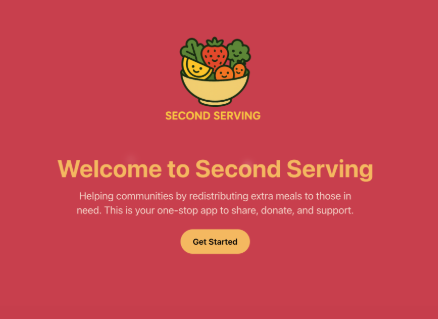 SECOND SERVING
Welcome to Second Serving
Helping communities by redistributing extra meals to those in
need. This is your one-stop app to share, donate, and support.
Get Started